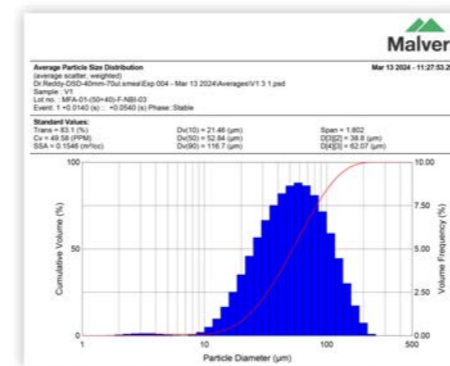 Malver
Average Particle Size Distribution
(average scatter, weighted)
Mar 13 2024 - 11:27:53.2
Dr.Reddy-DSD-40mm-70ul.smea\Exp 004 - Mar 13 2024\Averages\V1 3 1.psd
Sample : V1
Lot no. : MFA-01-(50+40)-F-NBI-03
Event: 1 +0.0140 (s) :: +0.0540 (s) Phase: Stable
Standard Values:
Trans = 83.1 (%) Dv(10) = 21.46 (µm) Span = 1.802
Cv = 49.58 (PPM) Dv(50) = 52.84 (µm) D[3][2] = 38.8 (µm)
SSA = 0.1546 (m²/cc) Dv(90) = 116.7 (µm) D[4][3] = 62.07 (µm)
100 10.00
7.50
50 5.00
2.50
0 0.00
1 10 100 500
Cumulative Volume (%)
Volume Frequency (%)
Particle Diameter (µm)